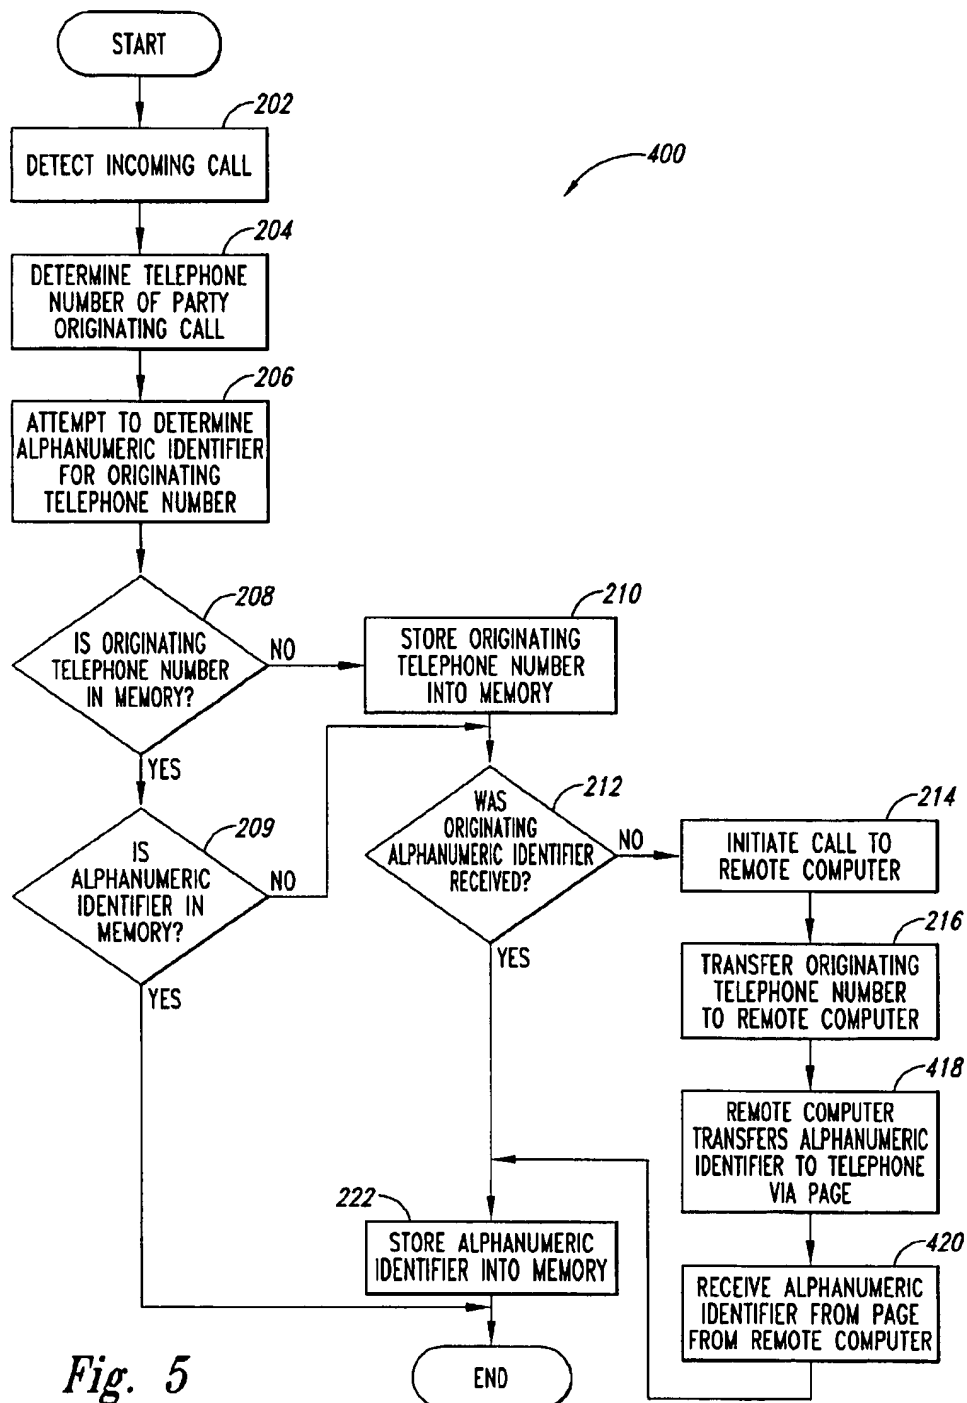 START
202
DETECT INCOMING CALL
400
204
DETERMINE TELEPHONE
NUMBER OF PARTY
ORIGINATING CALL
206
ATTEMPT TO DETERMINE
ALPHANUMERIC IDENTIFIER
FOR ORIGINATING
TELEPHONE NUMBER
208
IS ORIGINATING
TELEPHONE NUMBER
IN MEMORY?
NO
YES
210
STORE ORIGINATING
TELEPHONE NUMBER
INTO MEMORY
209
IS
ALPHANUMERIC
IDENTIFIER IN
MEMORY?
NO
YES
212
WAS
ORIGINATING
ALPHANUMERIC IDENTIFIER
RECEIVED?
NO
YES
214
INITIATE CALL TO
REMOTE COMPUTER
216
TRANSFER ORIGINATING
TELEPHONE NUMBER
TO REMOTE COMPUTER
418
REMOTE COMPUTER
TRANSFERS ALPHANUMERIC
IDENTIFIER TO TELEPHONE
VIA PAGE
420
RECEIVE ALPHANUMERIC
IDENTIFIER FROM PAGE
FROM REMOTE COMPUTER
222
STORE ALPHANUMERIC
IDENTIFIER INTO MEMORY
END
Fig. 5